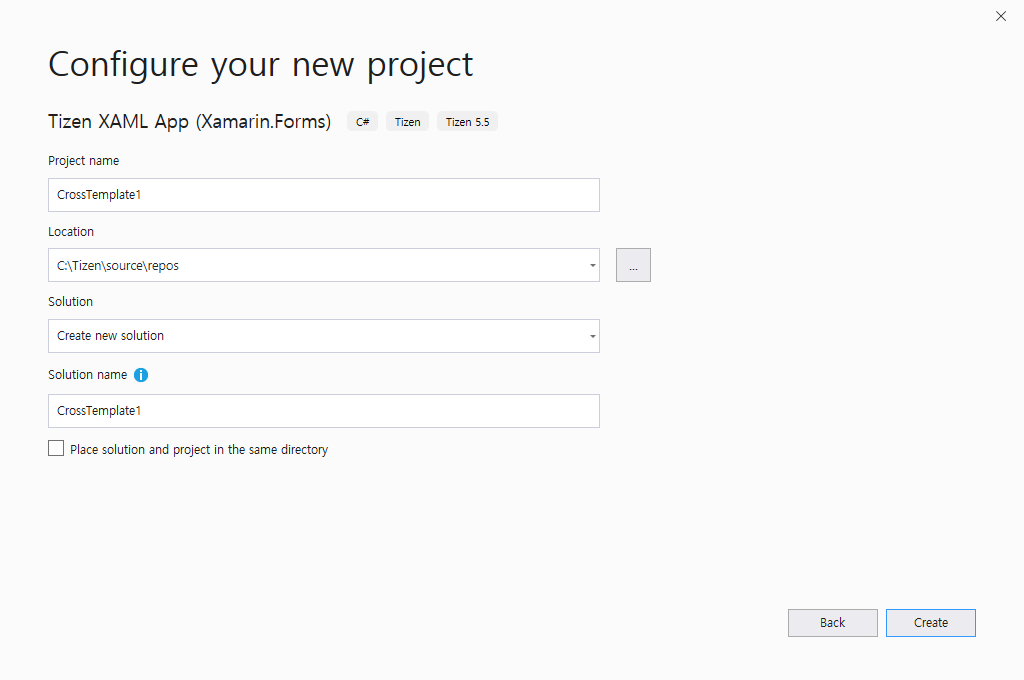 Configure your new project
Tizen XAML App (Xamarin.Forms) C# Tizen Tizen 5.5
Project name
CrossTemplate1
Location
C:\Tizen\source\repos
...
Solution
Create new solution
Solution name
CrossTemplate1
Place solution and project in the same directory
Back Create